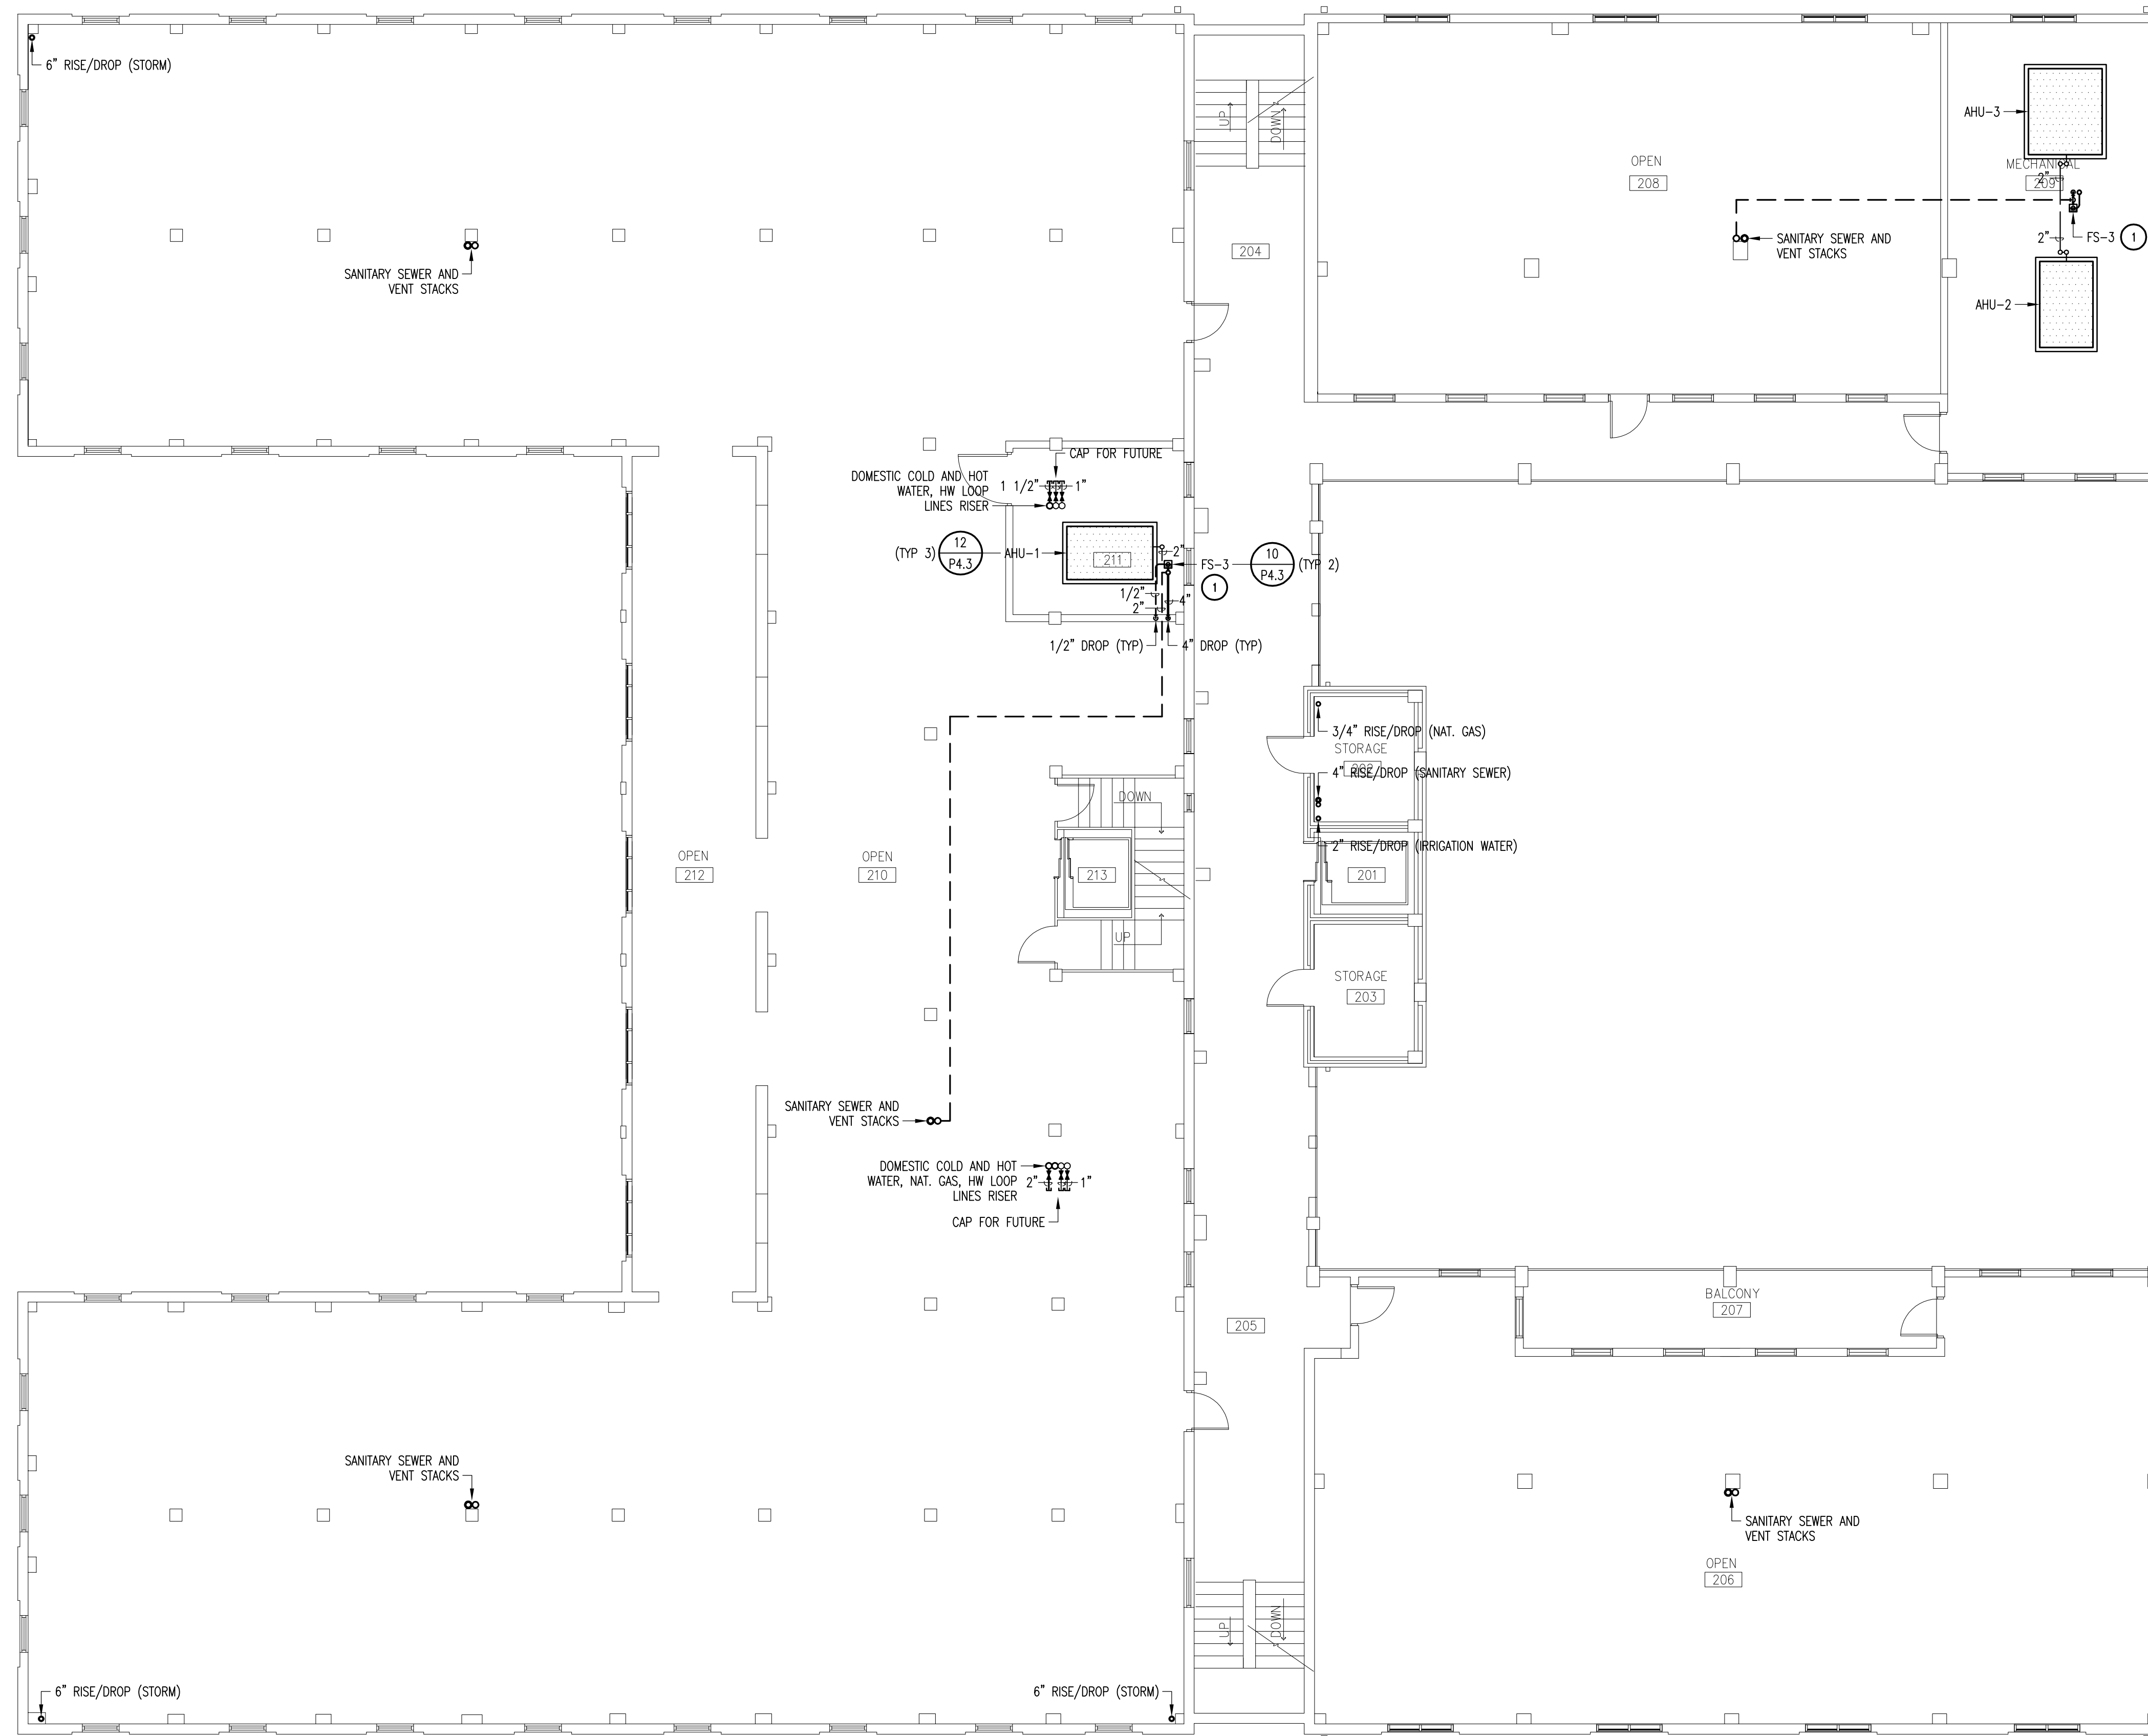 6" RISE/DROP (STORM)
UP
DOWN
OPEN
208
AHU-3
MECHANICAL
209
2"
2"
FS-3
1
SANITARY SEWER AND
VENT STACKS
AHU-2
SANITARY SEWER AND
VENT STACKS
204
CAP FOR FUTURE
DOMESTIC COLD AND HOT
WATER, HW LOOP
LINES RISER
1 1/2"
1"
(TYP 3)
12
P4.3
AHU-1
211
2"
FS-3
10
P4.3
(TYP 2)
1
1/2"
2"
4"
1/2" DROP (TYP)
4" DROP (TYP)
3/4" RISE/DROP (NAT. GAS)
STORAGE
202
4" RISE/DROP (SANITARY SEWER)
2" RISE/DROP (IRRIGATION WATER)
201
DOWN
213
UP
OPEN
212
OPEN
210
STORAGE
203
SANITARY SEWER AND
VENT STACKS
DOMESTIC COLD AND HOT
WATER, NAT. GAS, HW LOOP
LINES RISER
2"
1"
CAP FOR FUTURE
BALCONY
207
205
SANITARY SEWER AND
VENT STACKS
SANITARY SEWER AND
VENT STACKS
OPEN
206
UP
DOWN
6" RISE/DROP (STORM)
6" RISE/DROP (STORM)